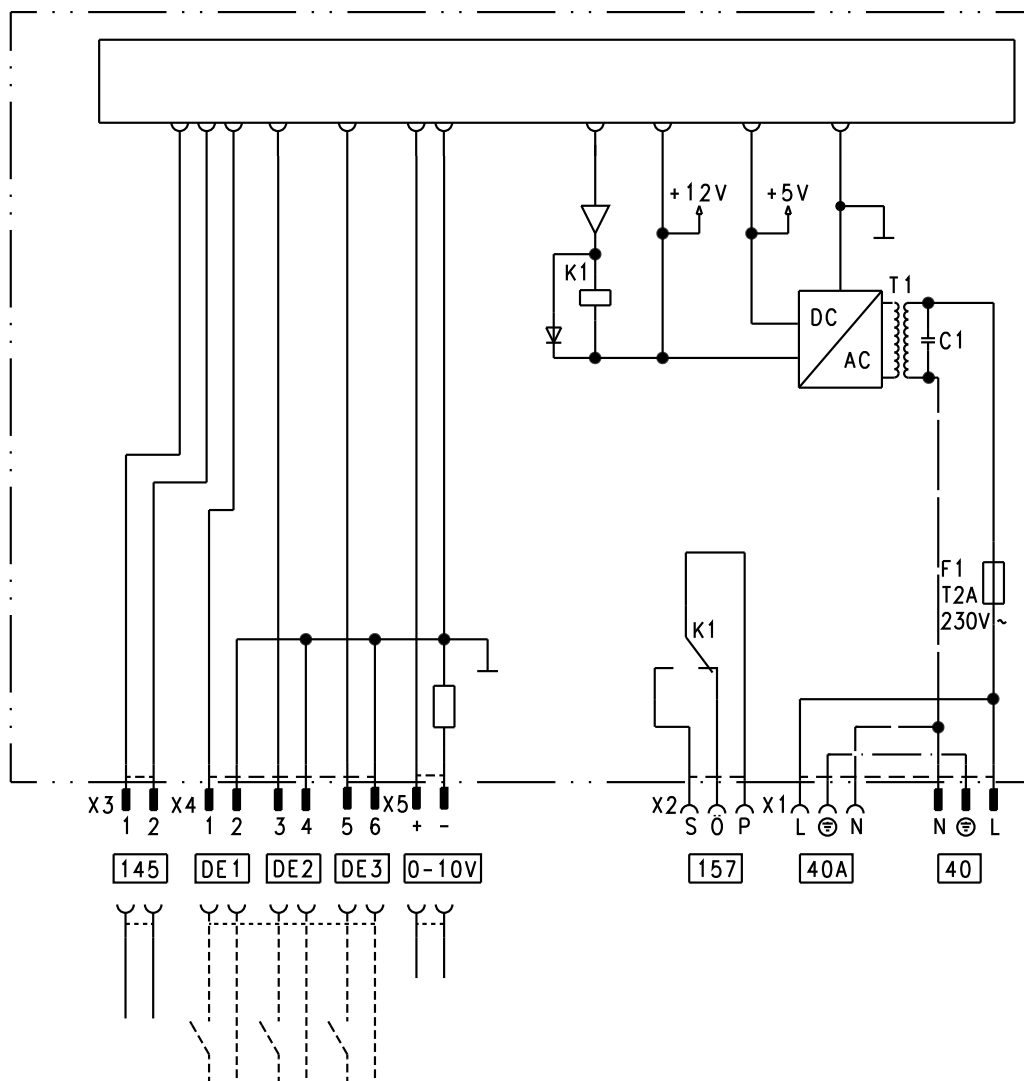 +12V +5V
K1 T1
DC
AC C1
F1
T2A
230V~
K1
X3 X4 X5 X2 X1
1 2 1 2 3 4 5 6 + - S Ö P L N N L
145 DE1 DE2 DE3 0-10V 157 40A 40